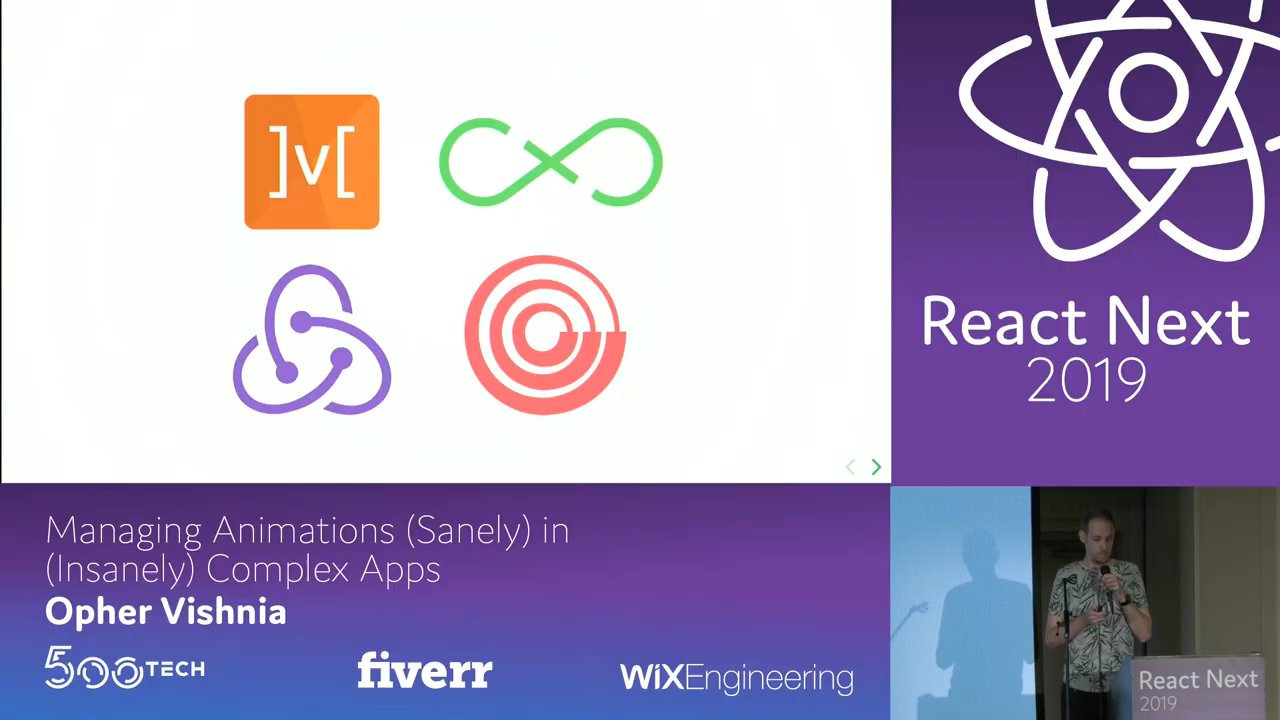 ]v[
React Next
2019
Managing Animations (Sanely) in
(Insanely) Complex Apps
Opher Vishnia
500TECH
fiverr
WiXEngineering
React Next
2019